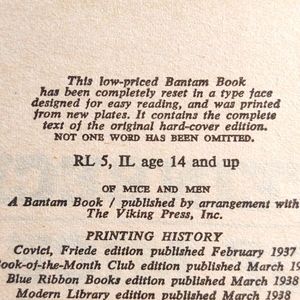 This low-priced Bantam Book
has been completely reset in a type face
designed for easy reading, and was printed
from new plates. It contains the complete
text of the original hard-cover edition.
NOT ONE WORD HAS BEEN OMITTED.
RL 5, IL age 14 and up
OF MICE AND MEN
A Bantam Book / published by arrangement with
The Viking Press, Inc.
PRINTING HISTORY
Covici, Friede edition published February 1937
Book-of-the-Month Club edition published March
Blue Ribbon Books edition published March 1938
Modern Library edition published March 1938